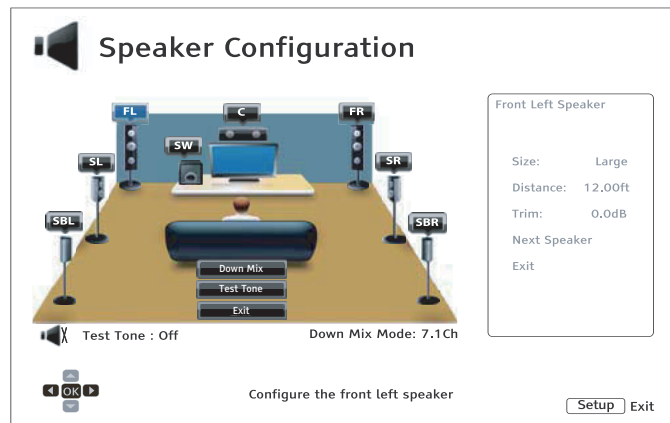 Speaker Configuration
FL
C
FR
SW
SL
SR
SBL
SBR
Down Mix
Test Tone
Exit
Test Tone : Off
Down Mix Mode: 7.1Ch
Front Left Speaker
Size: Large
Distance: 12.00ft
Trim: 0.0dB
Next Speaker
Exit
OK
Configure the front left speaker
Setup Exit